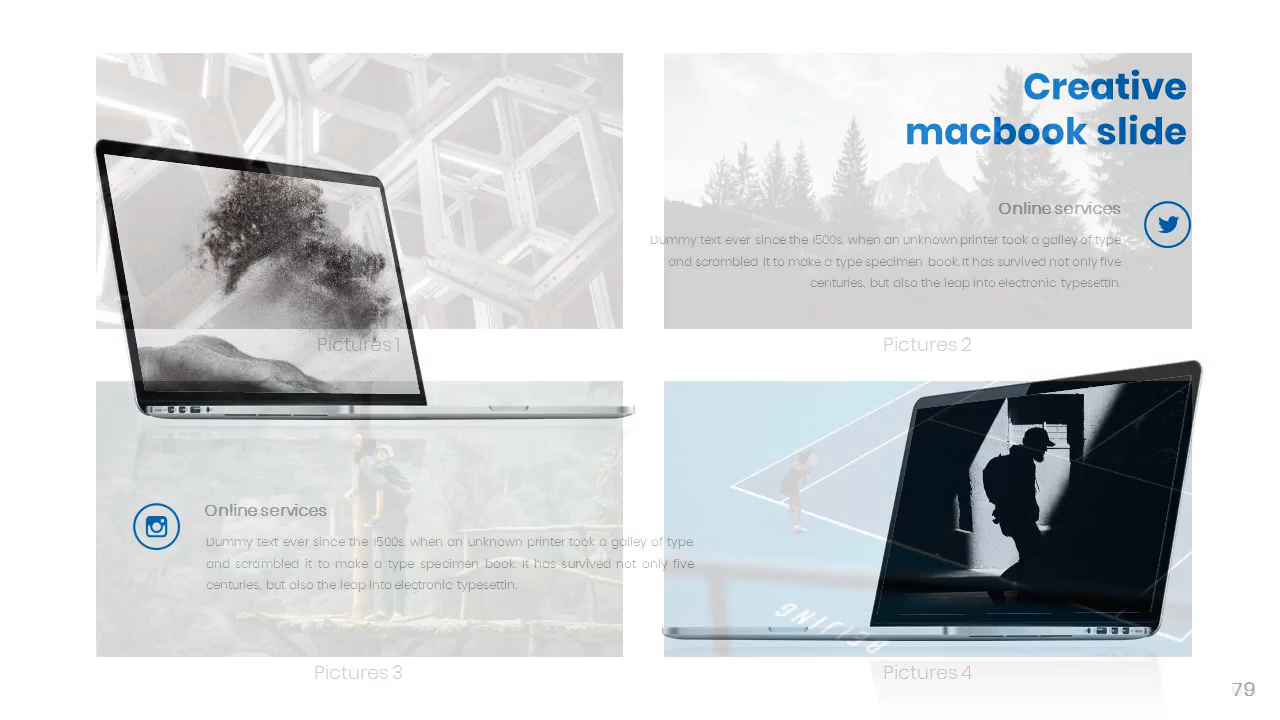 Creative
macbook slide
Online services
Dummy text ever since the 1500s, when an unknown printer took a galley of type
and scrambled it to make a type specimen book. It has survived not only five
centuries, but also the leap into electronic typesettin.
Pictures 1
Pictures 2
Online services
Dummy text ever since the 1500s, when an unknown printer took a galley of type
and scrambled it to make a type specimen book. It has survived not only five
centuries, but also the leap into electronic typesettin.
BEIJING
Pictures 3
Pictures 4
79